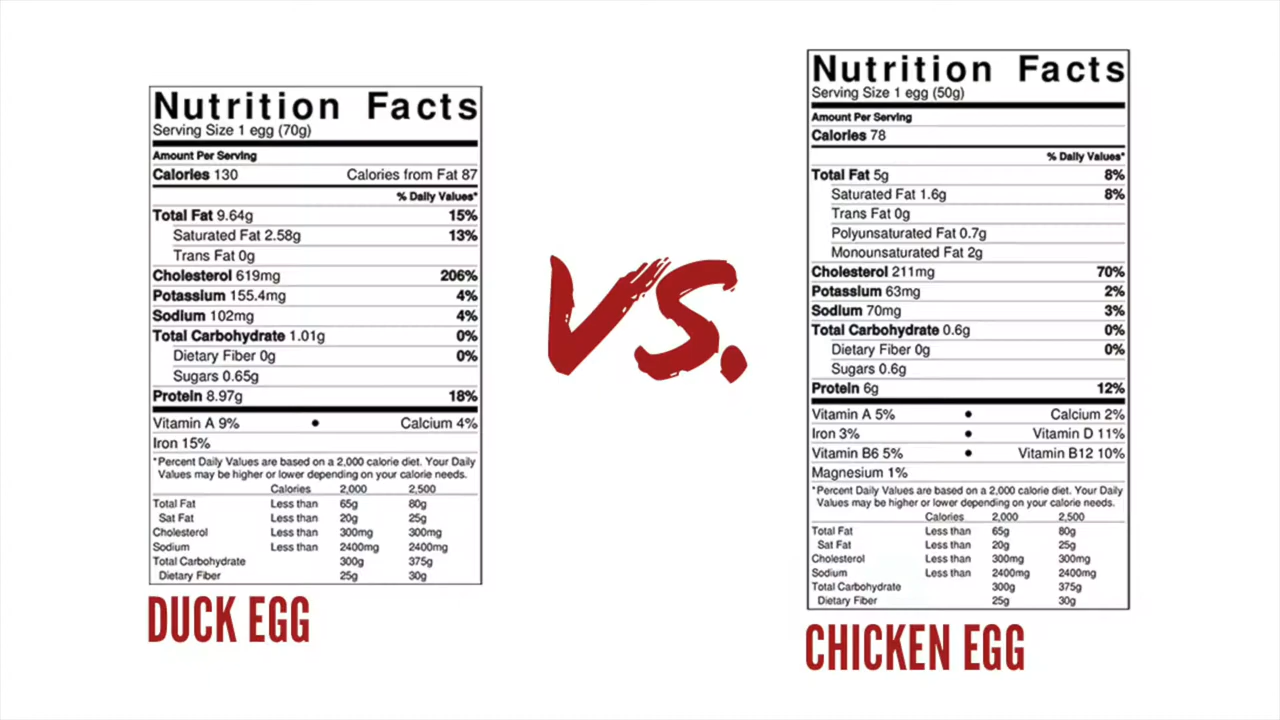 Nutrition Facts
Serving Size 1 egg (70g)
Amount Per Serving
Calories 130 Calories from Fat 87
% Daily Values*
Total Fat 9.64g 15%
Saturated Fat 2.58g 13%
Trans Fat 0g
Cholesterol 619mg 206%
Potassium 155.4mg 4%
Sodium 102mg 4%
Total Carbohydrate 1.01g 0%
Dietary Fiber 0g 0%
Sugars 0.65g
Protein 8.97g 18%
Vitamin A 9% • Calcium 4%
Iron 15%
*Percent Daily Values are based on a 2,000 calorie diet. Your Daily
Values may be higher or lower depending on your calorie needs.
Calories 2,000 2,500
Total Fat Less than 65g 80g
Sat Fat Less than 20g 25g
Cholesterol Less than 300mg 300mg
Sodium Less than 2400mg 2400mg
Total Carbohydrate 300g 375g
Dietary Fiber 25g 30g
DUCK EGG
VS.
Nutrition Facts
Serving Size 1 egg (50g)
Amount Per Serving
Calories 78
% Daily Values*
Total Fat 5g 8%
Saturated Fat 1.6g 8%
Trans Fat 0g
Polyunsaturated Fat 0.7g
Monounsaturated Fat 2g
Cholesterol 211mg 70%
Potassium 63mg 2%
Sodium 70mg 3%
Total Carbohydrate 0.6g 0%
Dietary Fiber 0g 0%
Sugars 0.6g
Protein 6g 12%
Vitamin A 5% • Calcium 2%
Iron 3% • Vitamin D 11%
Vitamin B6 5% • Vitamin B12 10%
Magnesium 1%
*Percent Daily Values are based on a 2,000 calorie diet. Your Daily
Values may be higher or lower depending on your calorie needs.
Calories 2,000 2,500
Total Fat Less than 65g 80g
Sat Fat Less than 20g 25g
Cholesterol Less than 300mg 300mg
Sodium Less than 2400mg 2400mg
Total Carbohydrate 300g 375g
Dietary Fiber 25g 30g
CHICKEN EGG